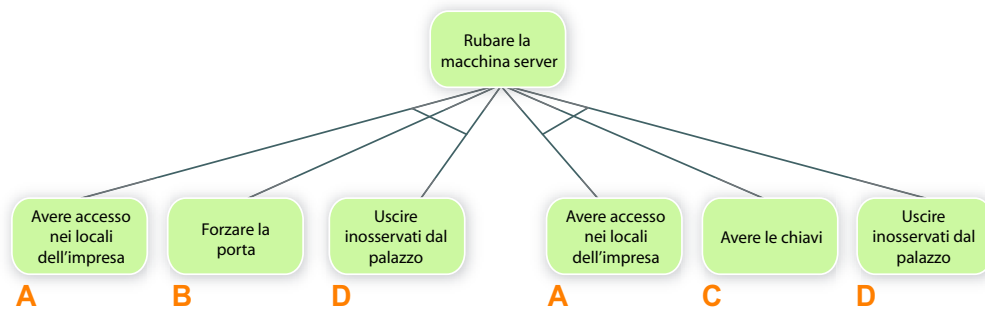 Rubare la
macchina server
Avere accesso
nei locali
dell'impresa
Forzare la
porta
Uscire
inosservati dal
palazzo
Avere accesso
nei locali
dell'impresa
Avere le chiavi
Uscire
inosservati dal
palazzo
A
B
D
A
C
D